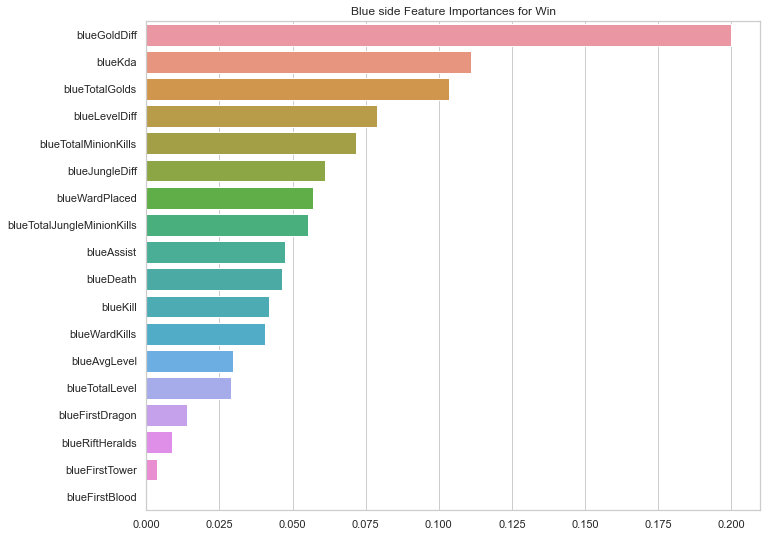 Blue side Feature Importances for Win
blueGoldDiff
blueKda
blueTotalGolds
blueLevelDiff
blueTotalMinionKills
blueJungleDiff
blueWardPlaced
blueTotalJungleMinionKills
blueAssist
blueDeath
blueKill
blueWardKills
blueAvgLevel
blueTotalLevel
blueFirstDragon
blueRiftHeralds
blueFirstTower
blueFirstBlood
0.000 0.025 0.050 0.075 0.100 0.125 0.150 0.175 0.200